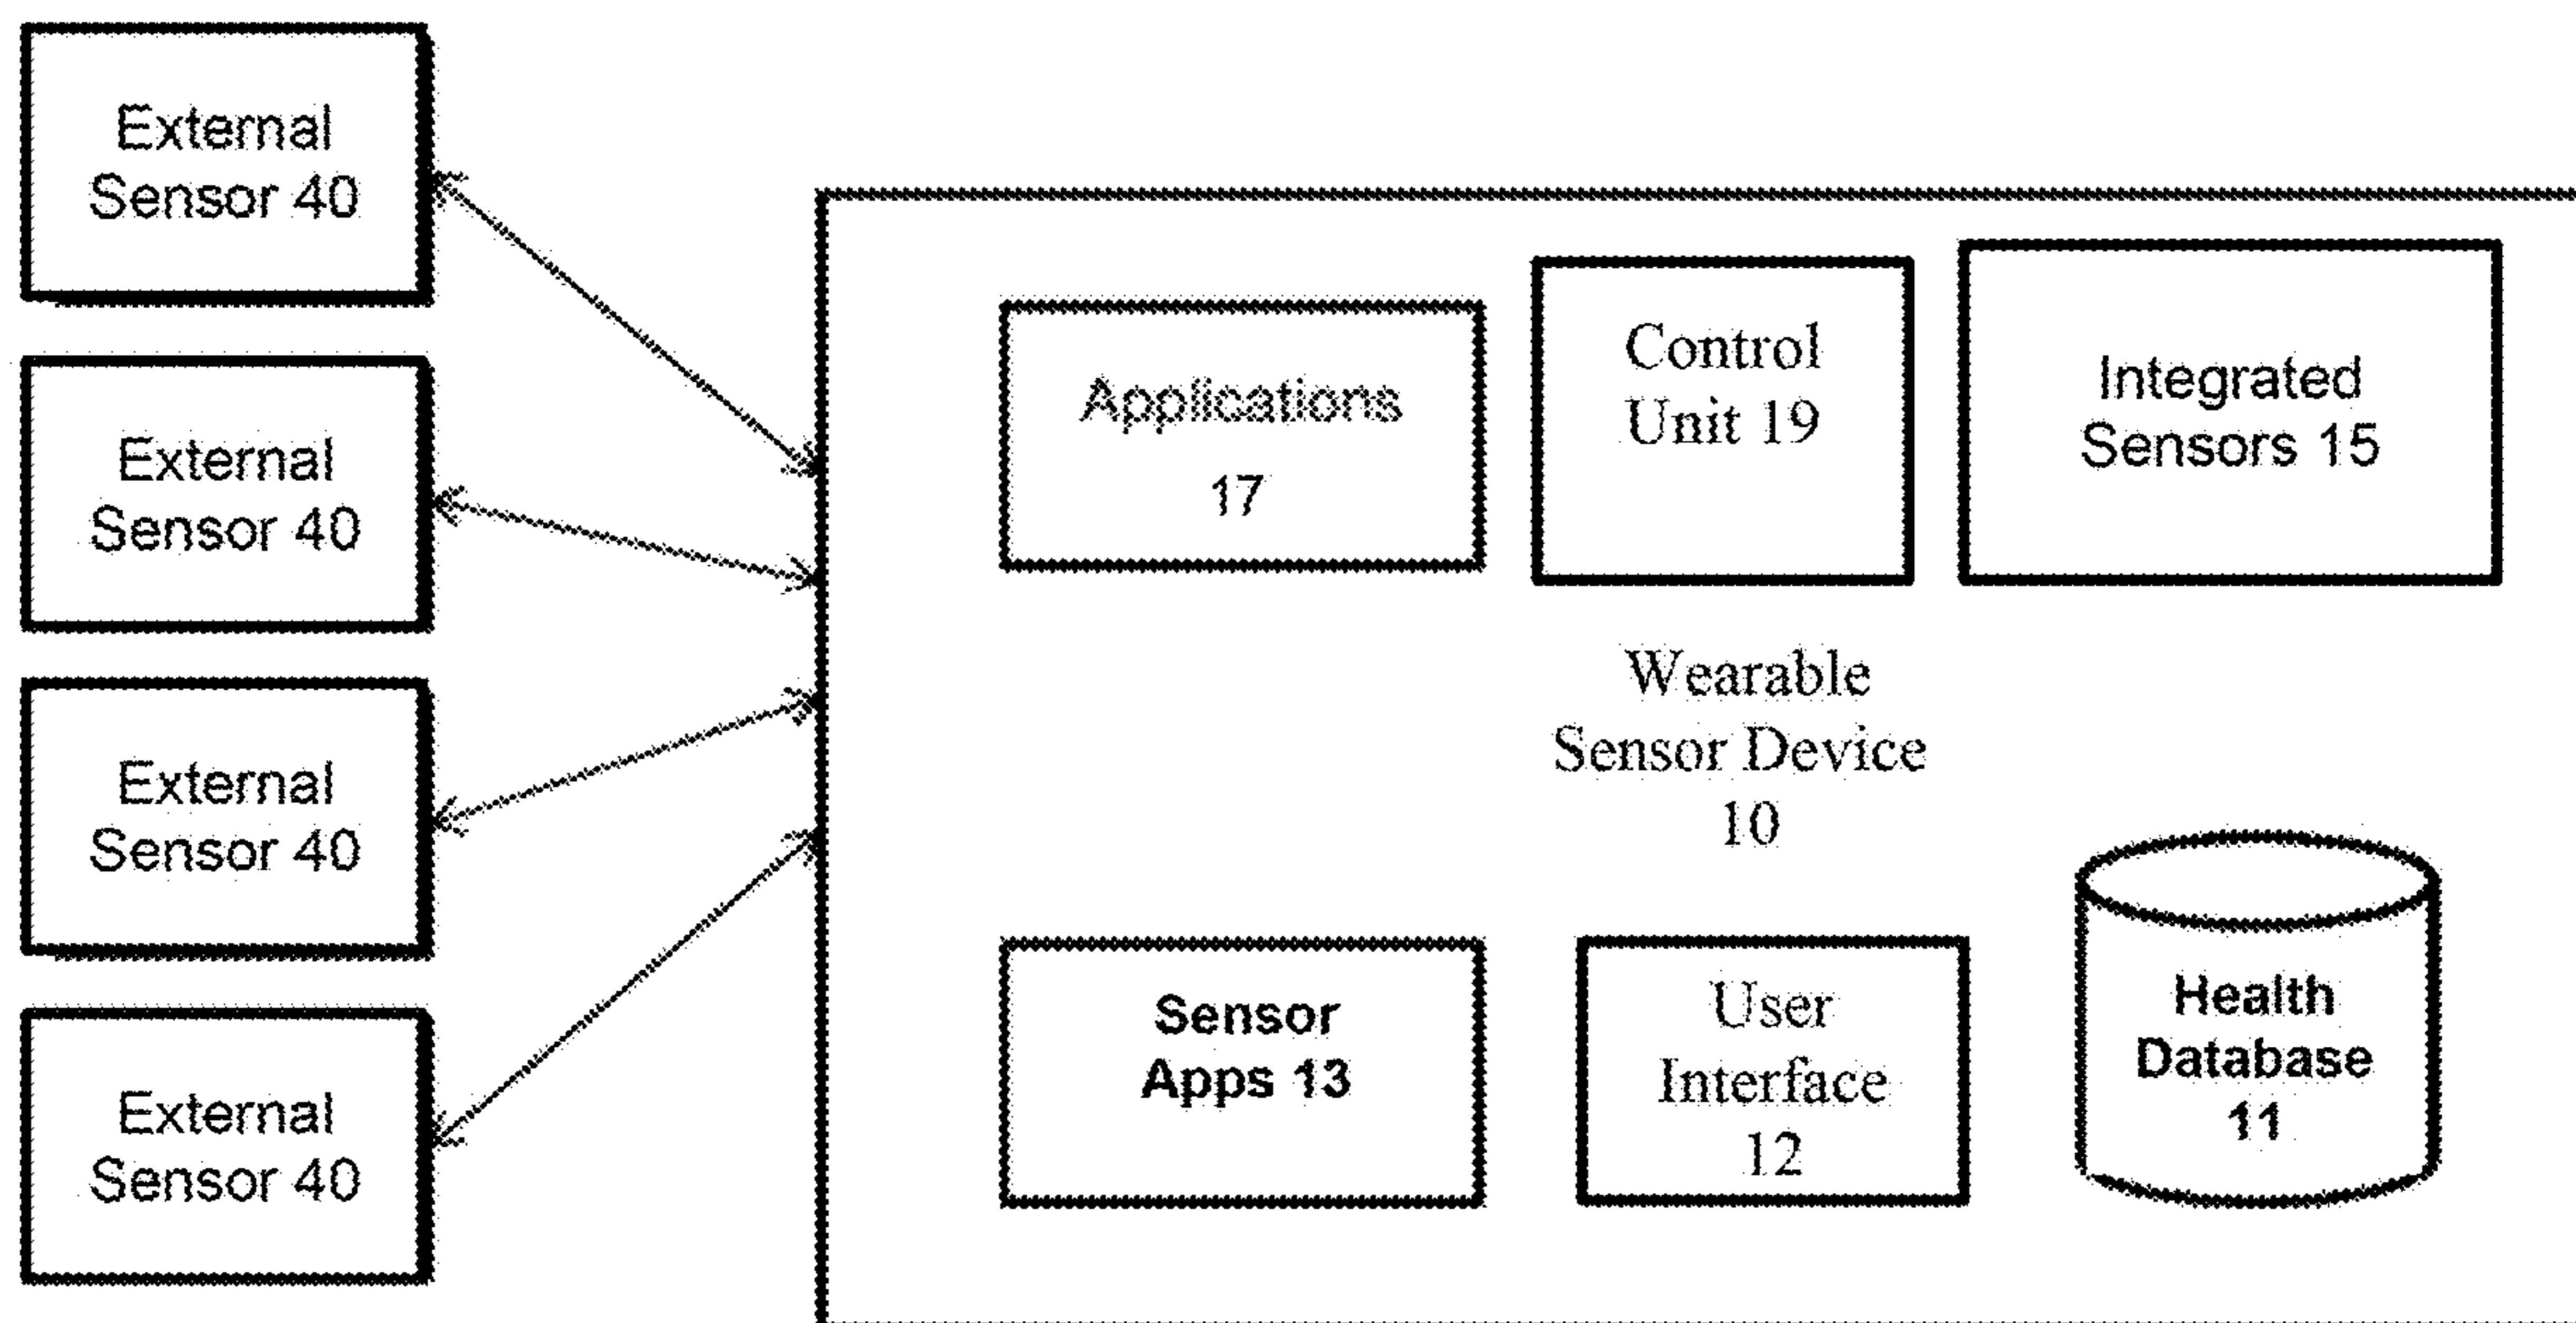 External
Sensor 40
External
Sensor 40
External
Sensor 40
External
Sensor 40
Applications
17
Control
Unit 19
Integrated
Sensors 15
Wearable
Sensor Device
10
Sensor
Apps 13
User
Interface
12
Health
Database
11